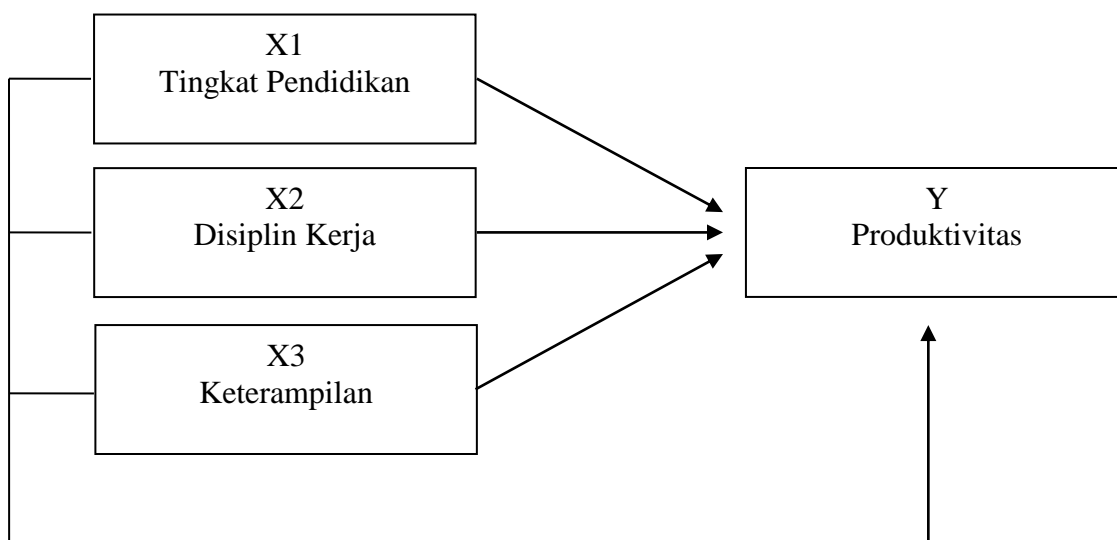 X1
Tingkat Pendidikan
X2
Disiplin Kerja
X3
Keterampilan
Y
Produktivitas